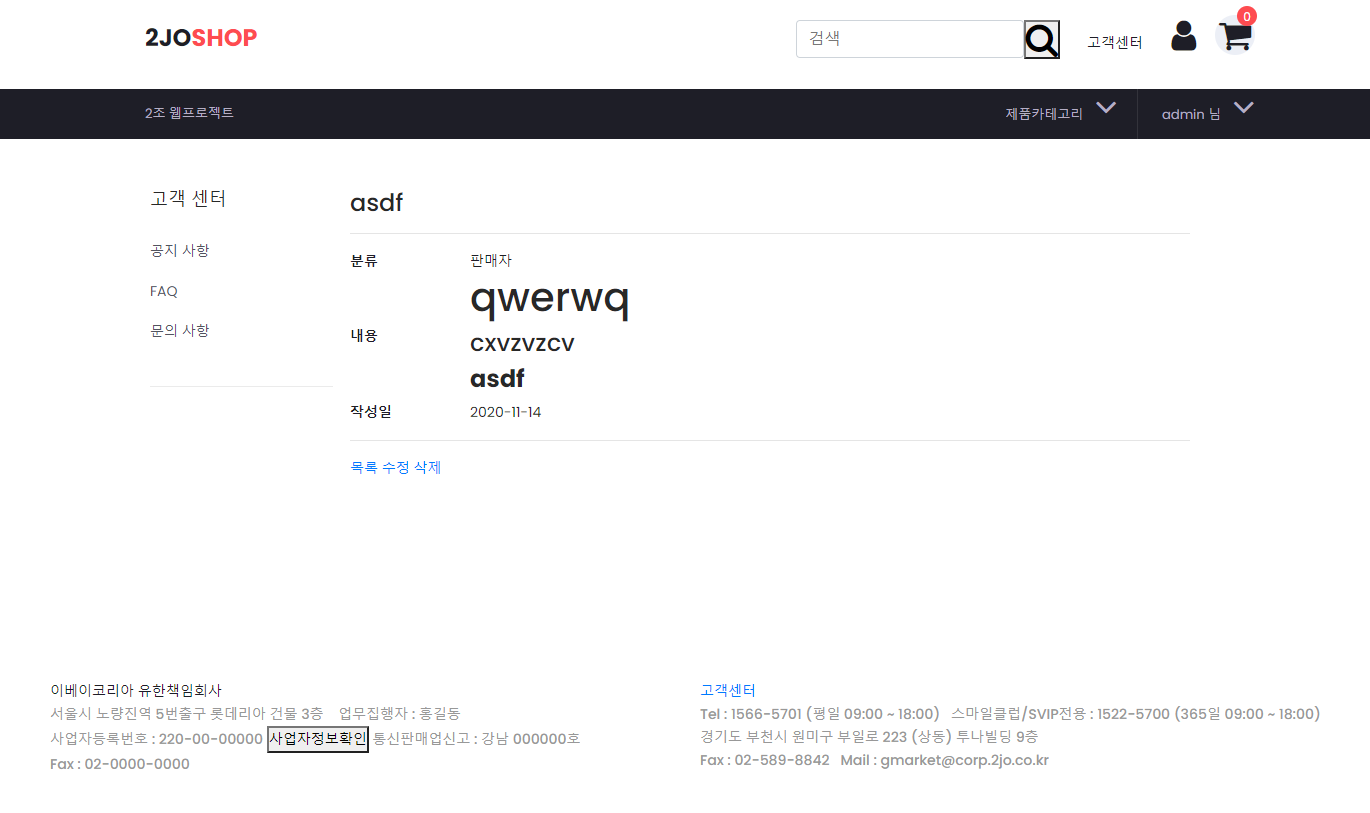 2JOSHOP
검색
고객센터
0
2조 웹프로젝트
제품카테고리
admin 님
고객 센터
공지 사항
FAQ
문의 사항
asdf
분류 판매자
내용
qwerwq
CXVZVZCV
asdf
작성일 2020-11-14
목록 수정 삭제
이베이코리아 유한책임회사
서울시 노량진역 5번출구 롯데리아 건물 3층 업무집행자 : 홍길동
사업자등록번호 : 220-00-00000 사업자정보확인 통신판매업신고 : 강남 000000호
Fax : 02-0000-0000
고객센터
Tel : 1566-5701 (평일 09:00 ~ 18:00) 스마일클럽/SVIP전용 : 1522-5700 (365일 09:00 ~ 18:00)
경기도 부천시 원미구 부일로 223 (상동) 투나빌딩 9층
Fax : 02-589-8842 Mail : gmarket@corp.2jo.co.kr